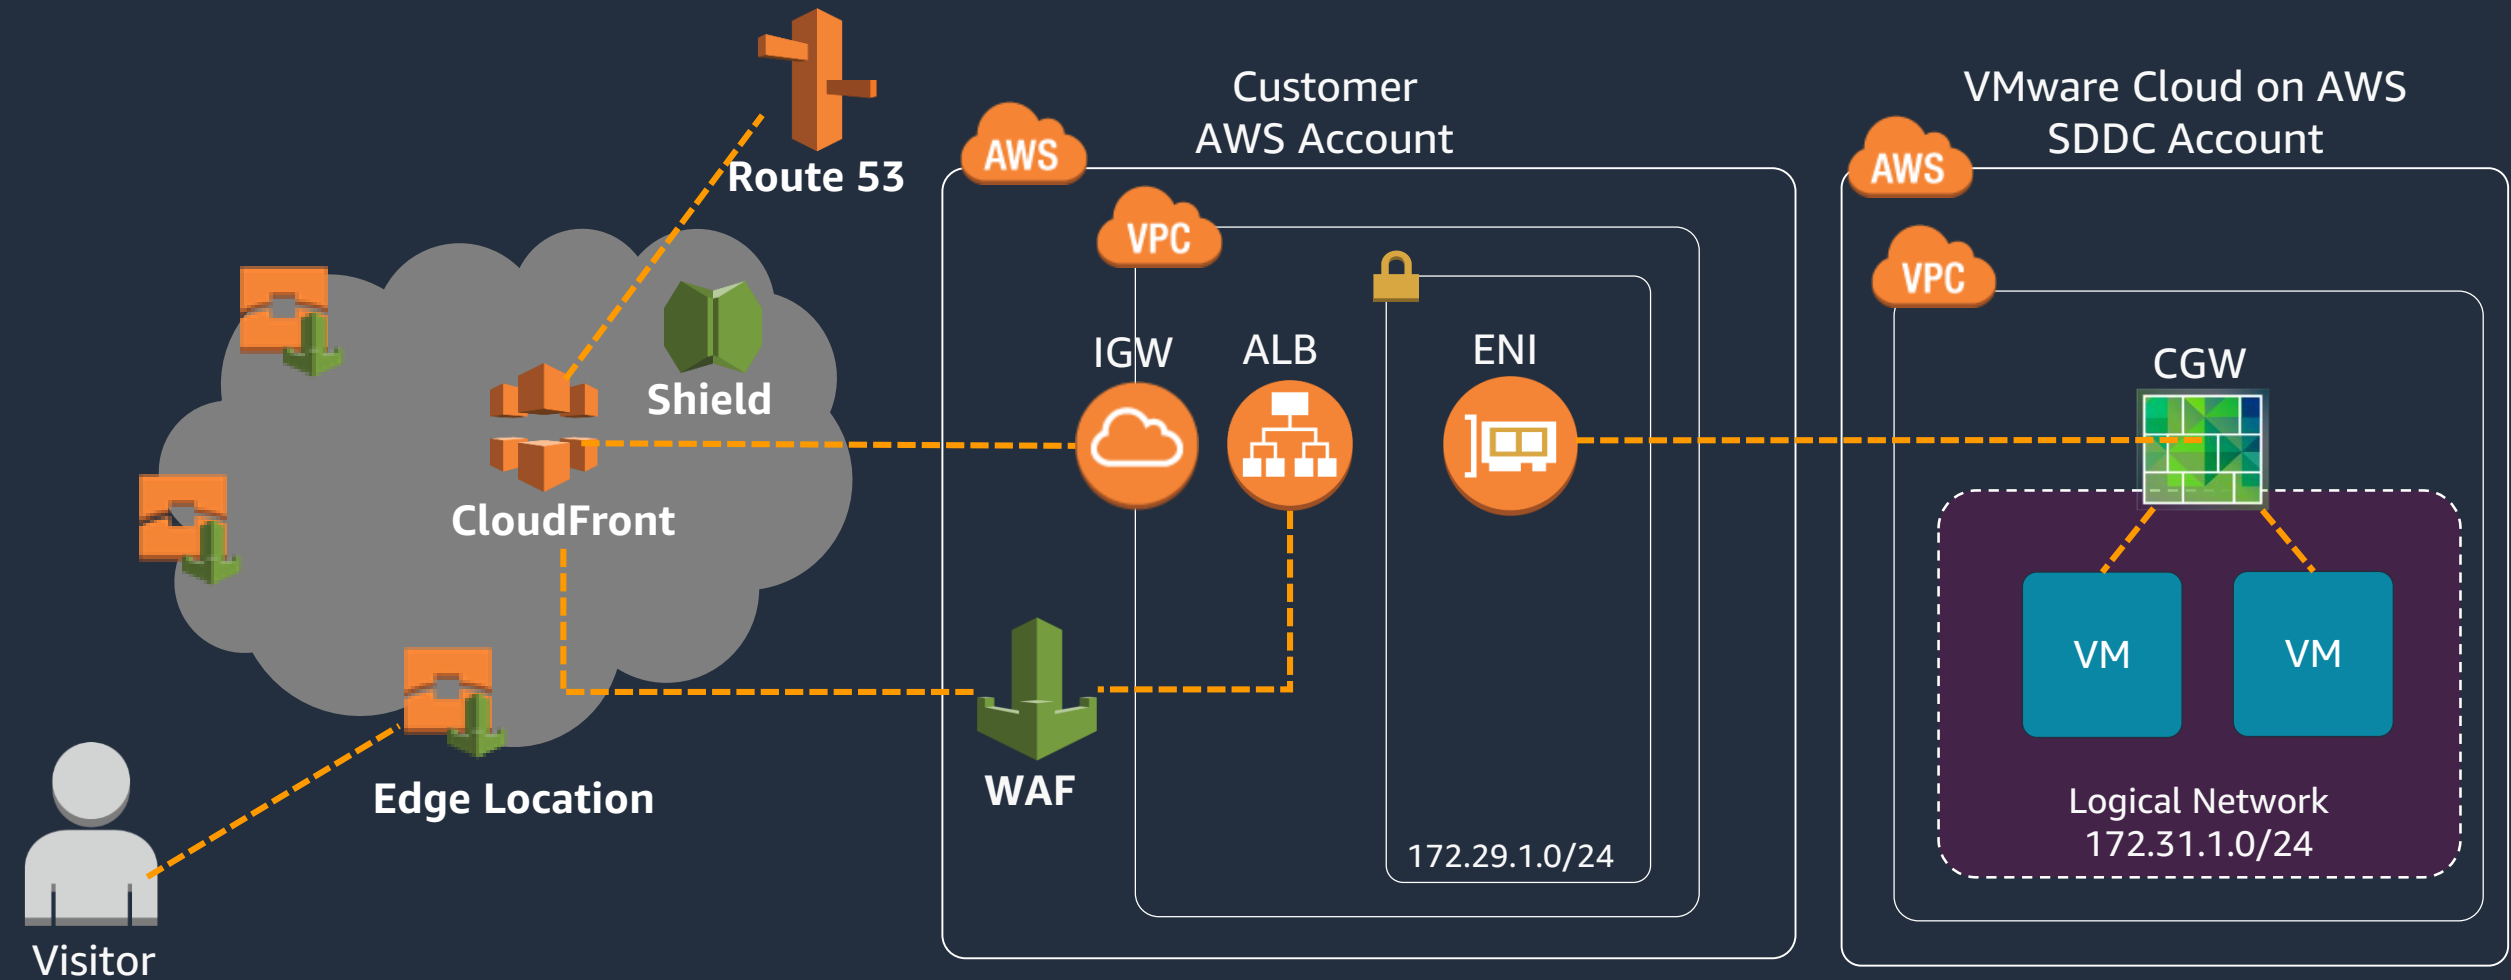 Route 53
Customer
AWS Account
VMware Cloud on AWS
SDDC Account
AWS
AWS
VPC
VPC
IGW
ALB
ENI
CGW
Shield
CloudFront
VM
VM
WAF
Edge Location
Logical Network
172.31.1.0/24
172.29.1.0/24
Visitor